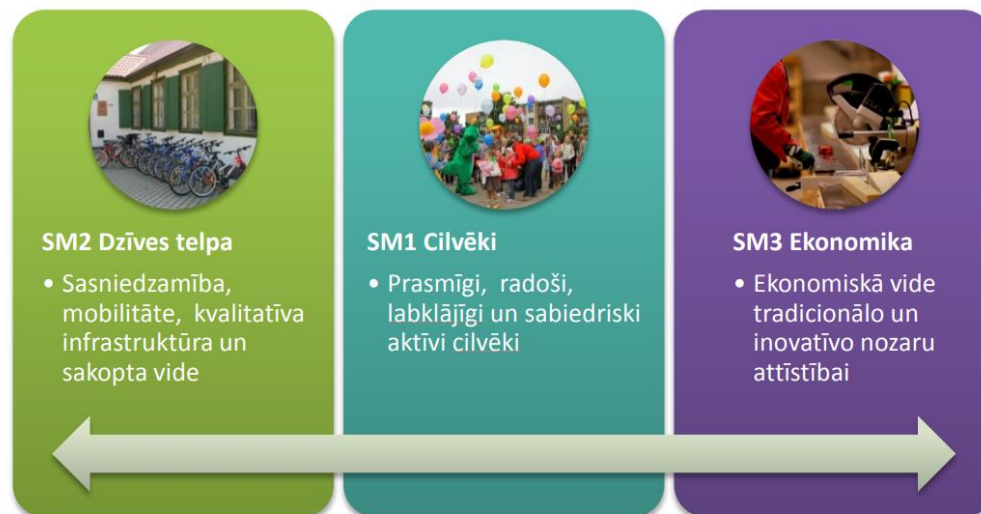 SM2 Dzīves telpa
• Sasniedzamība,
mobilitāte, kvalitatīva
infrastruktūra un
sakopta vide
SM1 Cilvēki
• Prasmīgi, radoši,
labklājīgi un sabiedriski
aktīvi cilvēki
SM3 Ekonomika
• Ekonomiskā vide
tradicionālo un
inovatīvo nozaru
attīstībai